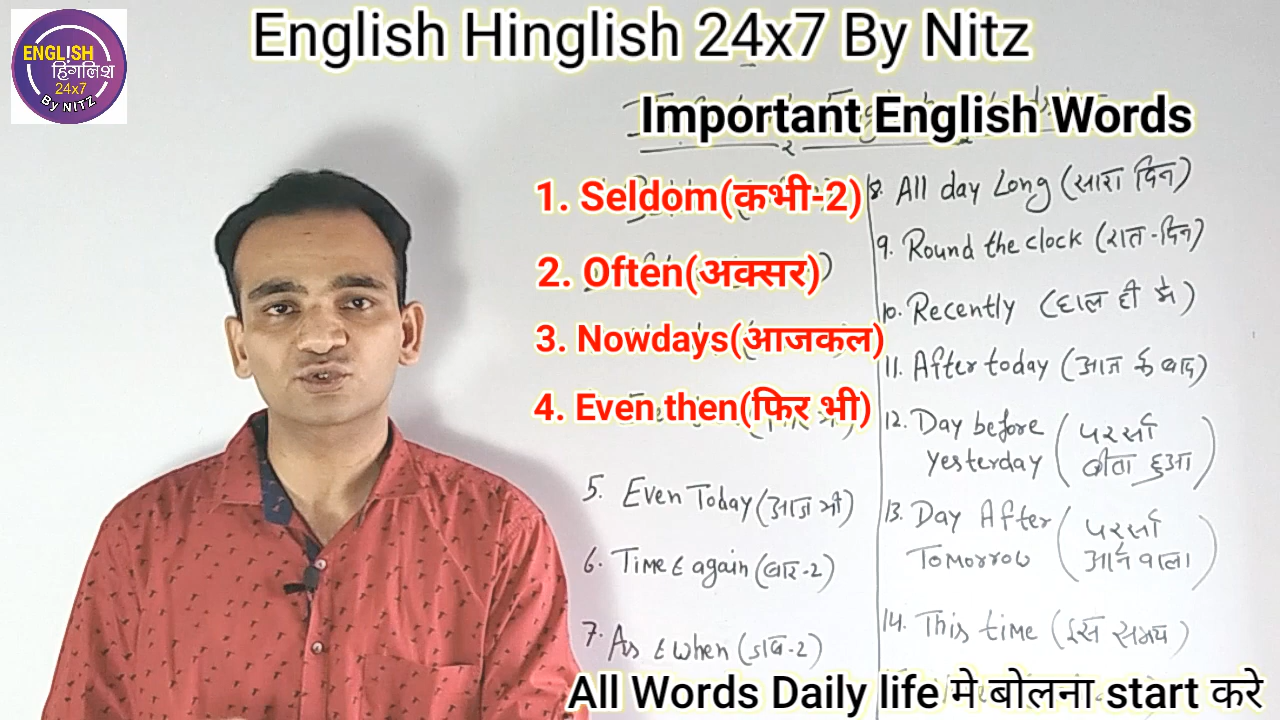 ENGLISH
हिंगलिश
24x7
By NITZ
English Hinglish 24x7 By Nitz
Important English Words
1. Seldom(कभी-2)
2. Often(अक्सर)
3. Nowdays(आजकल)
4. Even then(फिर भी)
5. Even Today (आज भी)
6. Time & again (बार-2)
7. As & when (जब-2)
8. All day Long (सारा दिन)
9. Round the clock (रात-दिन)
10. Recently (हाल ही मे)
11. After today (आज के बाद)
12. Day before
yesterday (परसों
बीता हुआ)
13. Day After
Tomorrow (परसों
आने वाला)
14. This time (इस समय)
All Words Daily life मे बोलना start करे